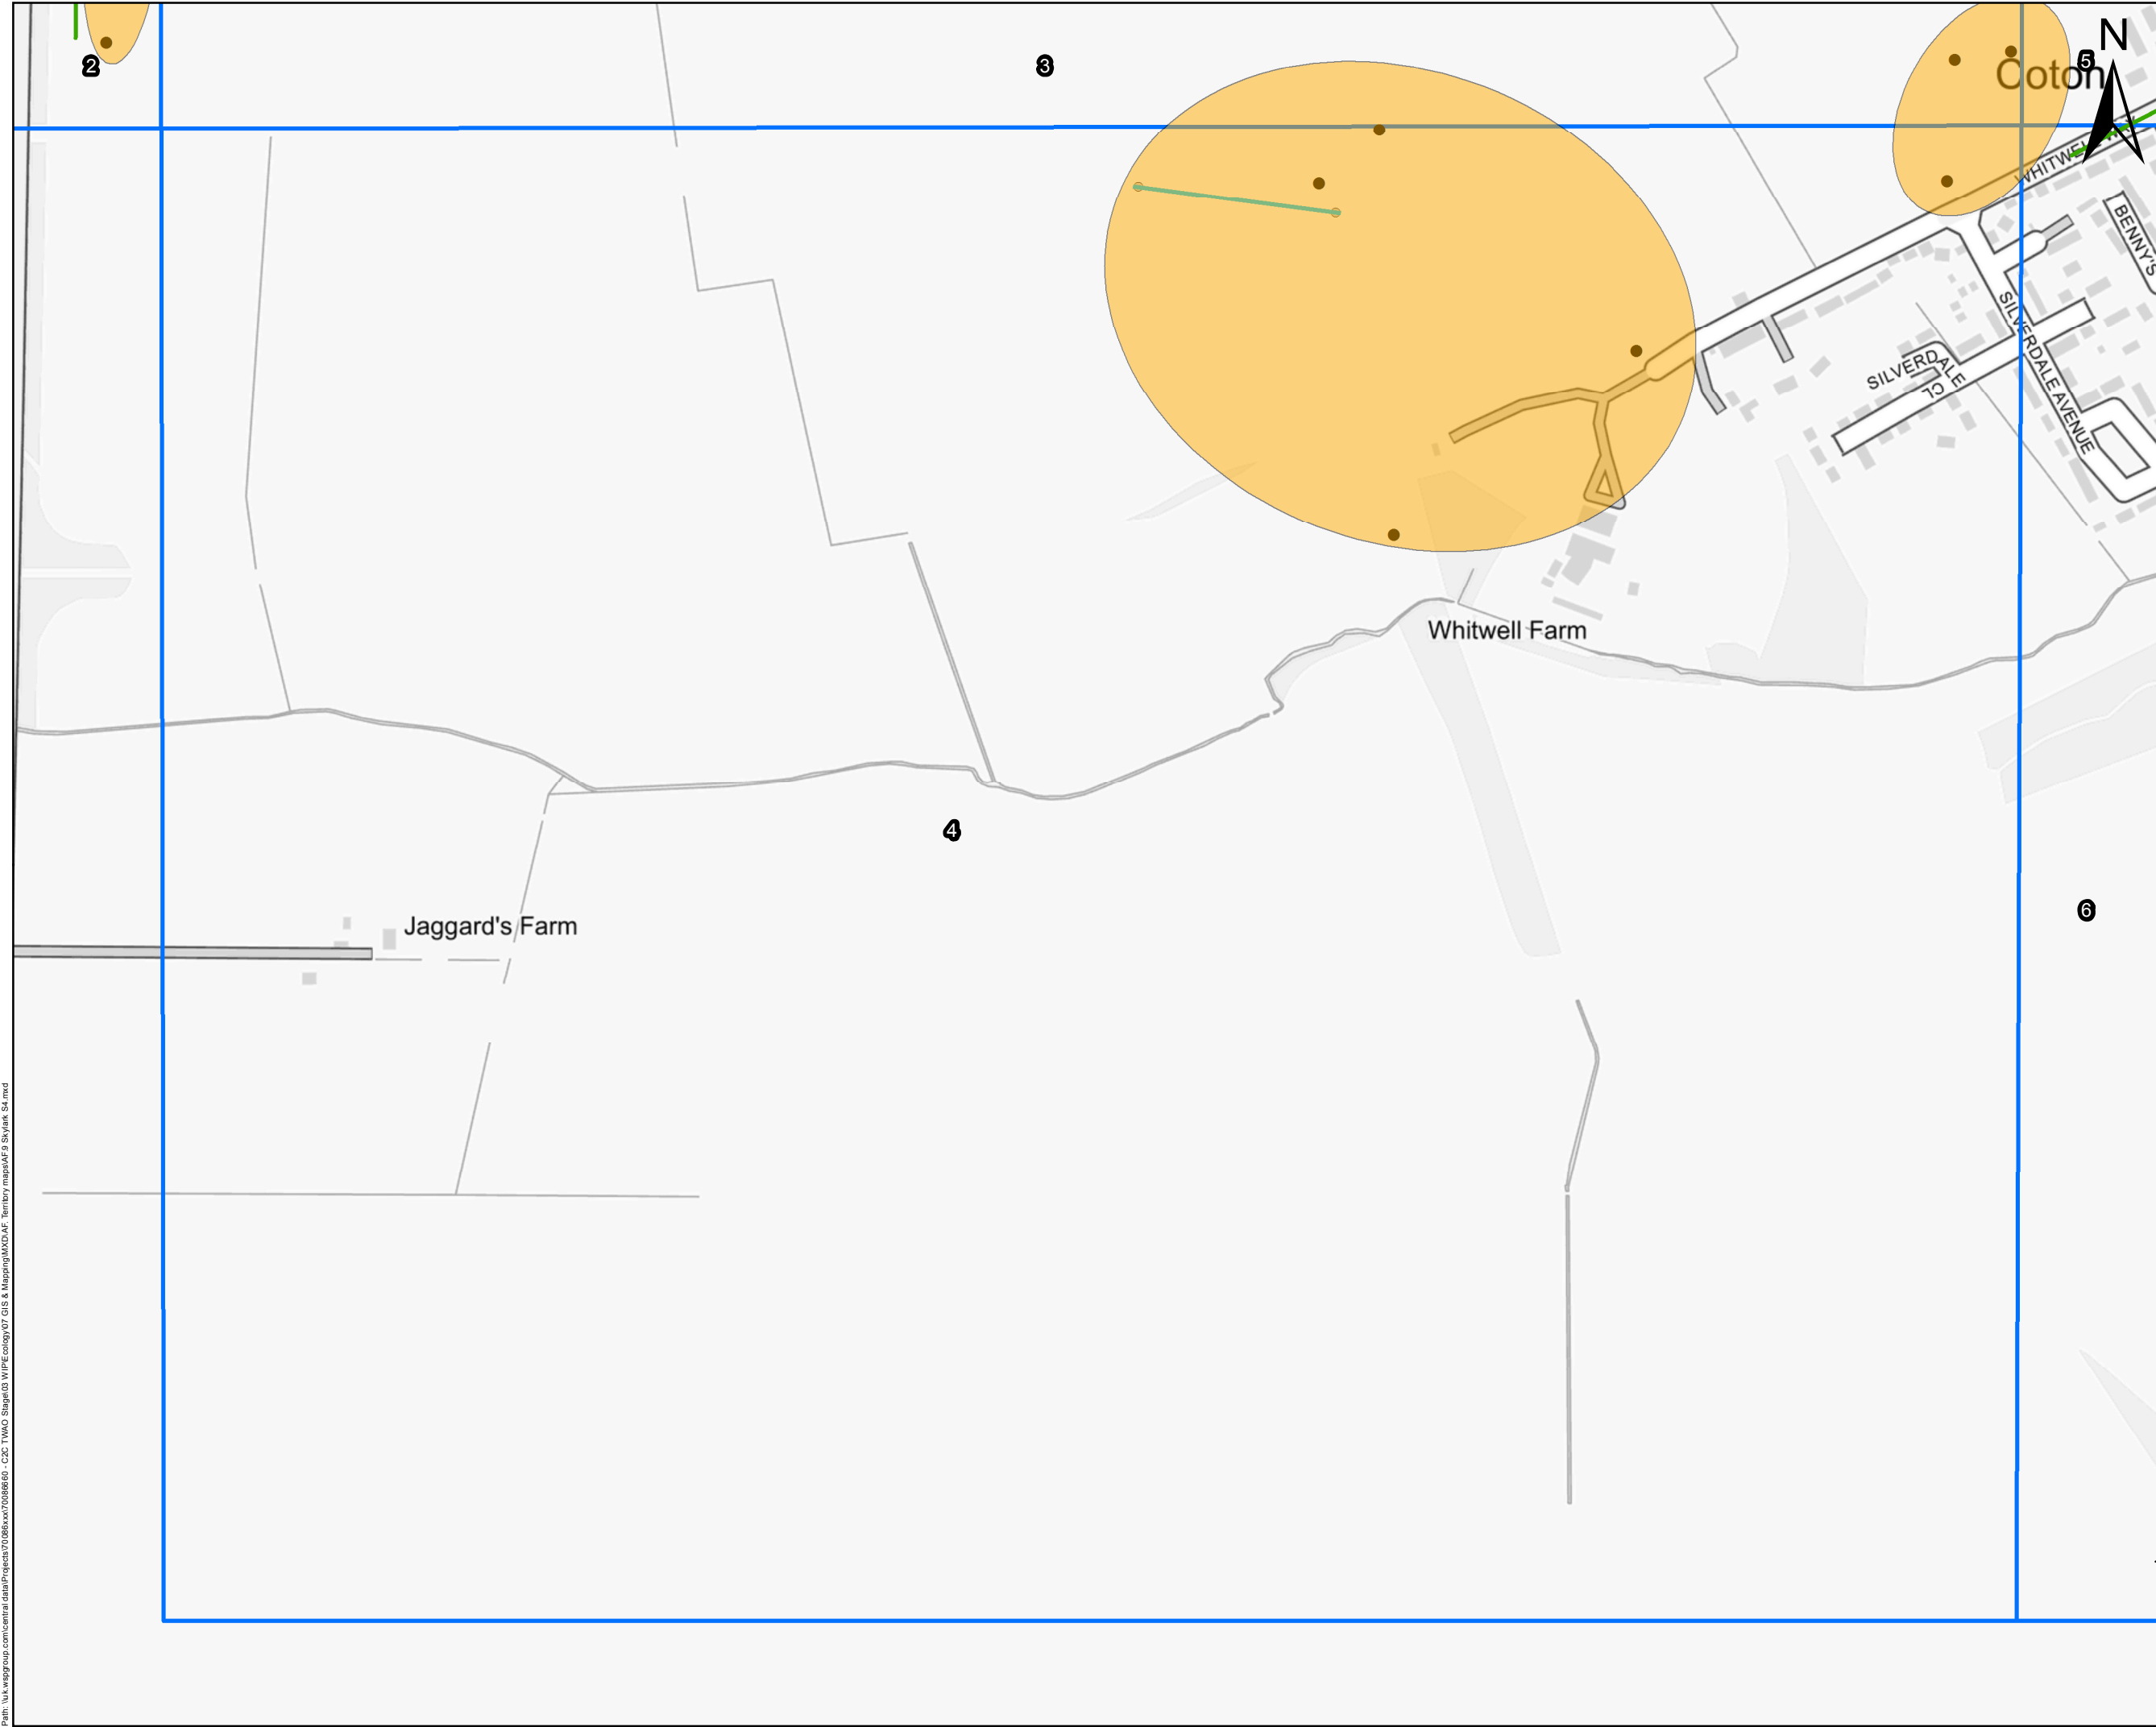 N
2
3
5
Coton
BENNY'S
SILVERDALE
CL
SILVERDALE AVENUE
Whitwell Farm
4
6
Jaggard's Farm
Path: \\uk.wspgroup.com\central data\Projects\70086xxx\70086660 - C2C TWAO Stage\03 WIP\Ecology\07 GIS & Mapping\MXD\AF. Territory maps\AF.9 Skylark S4.mxd